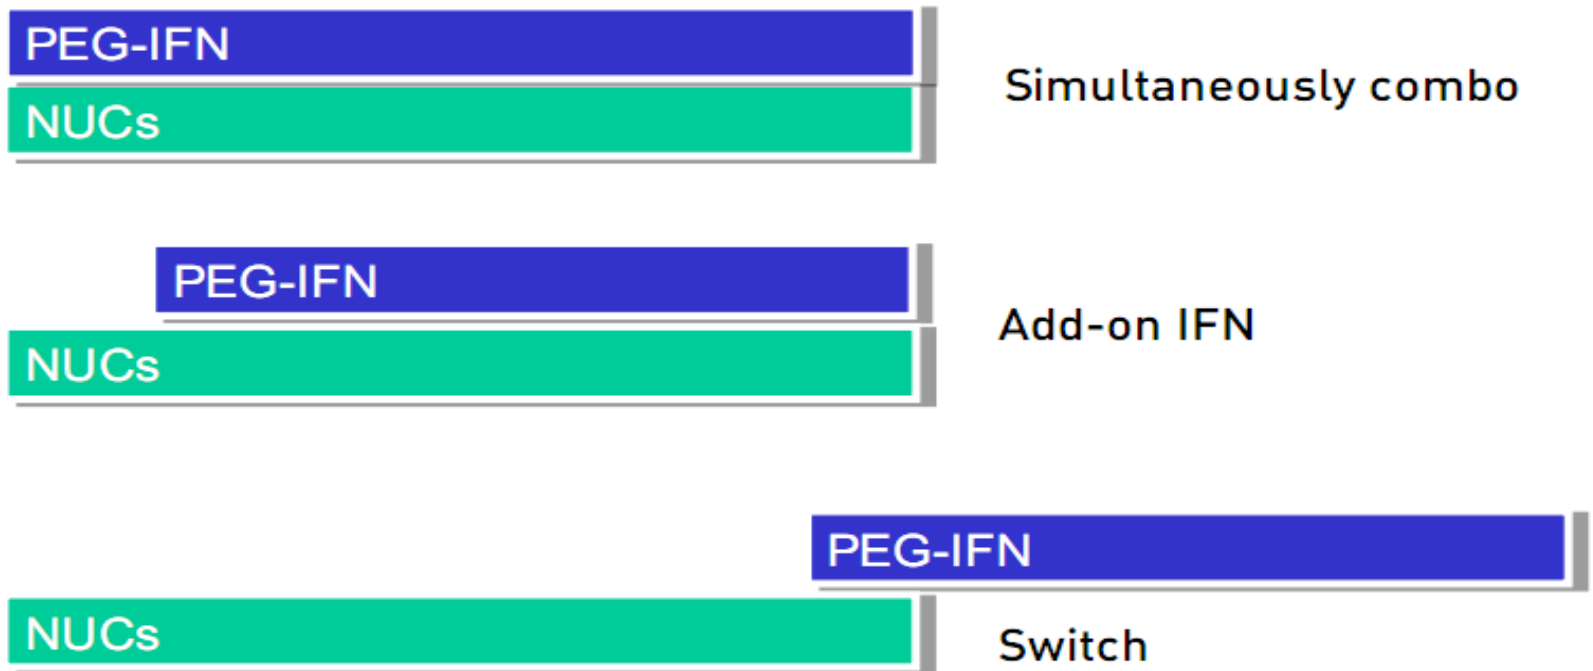 PEG-IFN
NUCs
Simultaneously combo
PEG-IFN
NUCs
Add-on IFN
PEG-IFN
NUCs
Switch